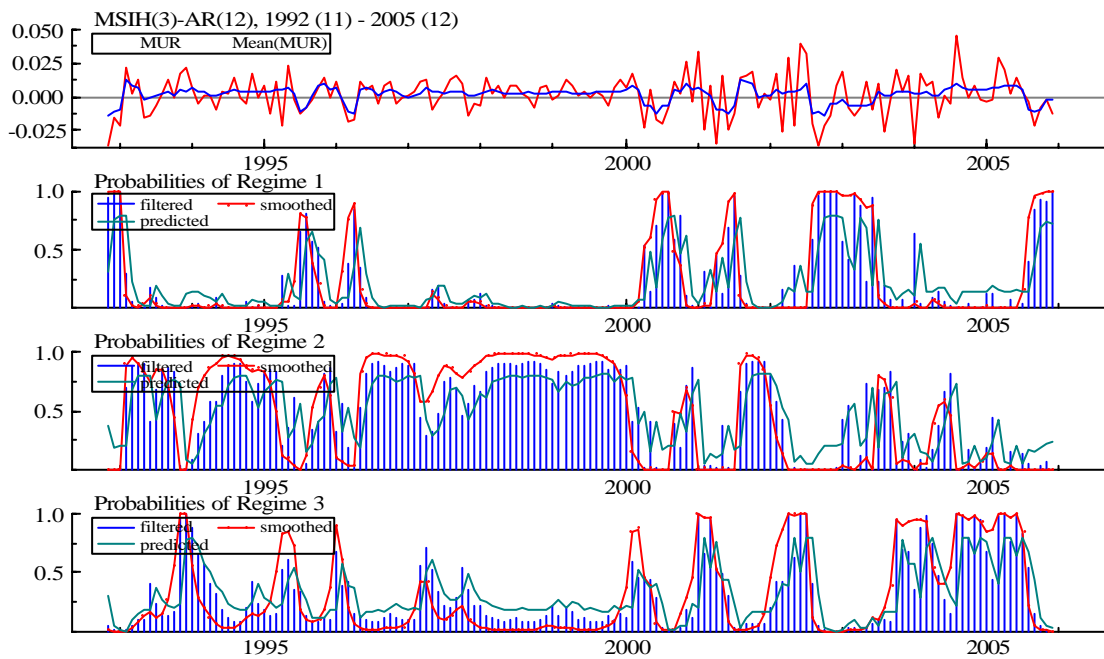 MSIH(3)-AR(12), 1992 (11) - 2005 (12)
MUR Mean(MUR)
0.050
0.025
0.000
-0.025
1995 2000 2005
Probabilities of Regime 1
filtered smoothed
predicted
1.0
0.5
1995 2000 2005
Probabilities of Regime 2
filtered smoothed
predicted
1.0
0.5
1995 2000 2005
Probabilities of Regime 3
filtered smoothed
predicted
1.0
0.5
1995 2000 2005